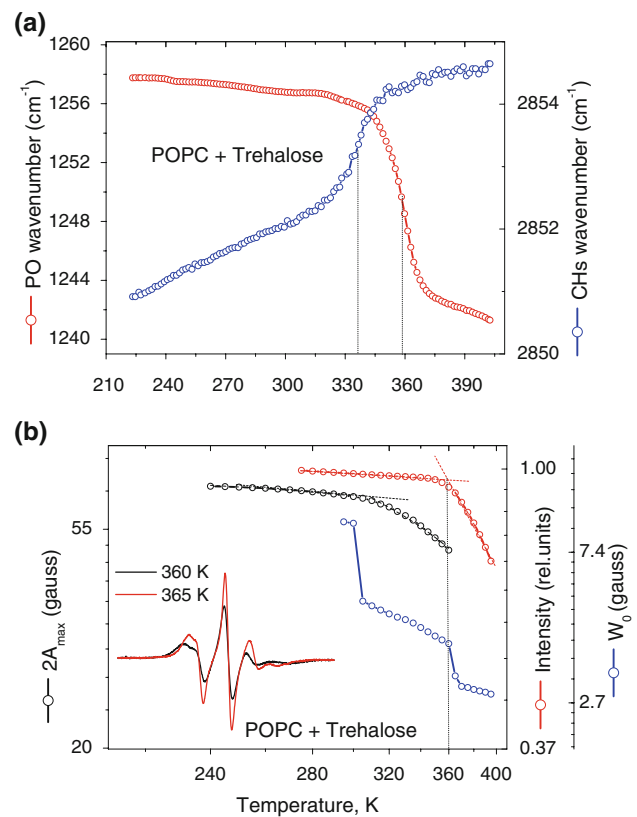 (a)
1260
1256
1252
1248
1244
1240
PO wavenumber (cm-1)
POPC + Trehalose
2854
2852
2850
CHs wavenumber (cm-1)
210 240 270 300 330 360 390
(b)
55
20
2Amax (gauss)
360 K
365 K
POPC + Trehalose
1.00
0.37
Intensity (rel.units)
7.4
2.7
W0 (gauss)
240 280 320 360 400
Temperature, K